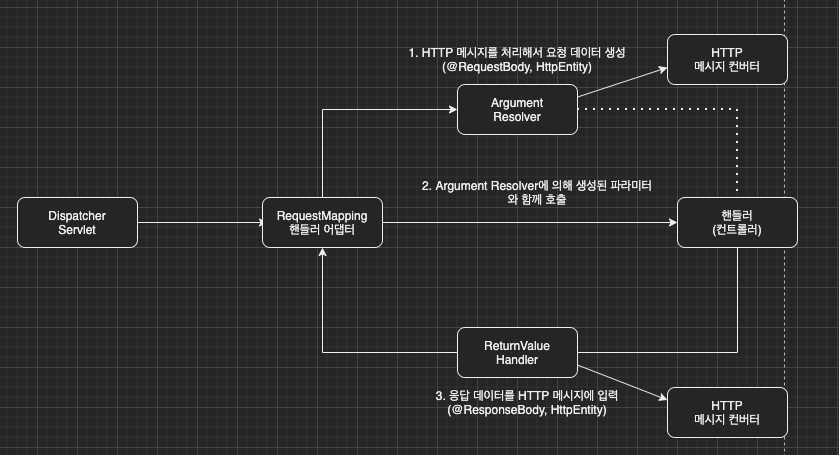 1. HTTP 메시지를 처리해서 요청 데이터 생성
(@RequestBody, HttpEntity)
HTTP
메시지 컨버터
Argument
Resolver
2. Argument Resolver에 의해 생성된 파라미터
와 함께 호출
Dispatcher
Servlet
RequestMapping
핸들러 어댑터
핸들러
(컨트롤러)
ReturnValue
Handler
3. 응답 데이터를 HTTP 메시지에 입력
(@ResponseBody, HttpEntity)
HTTP
메시지 컨버터